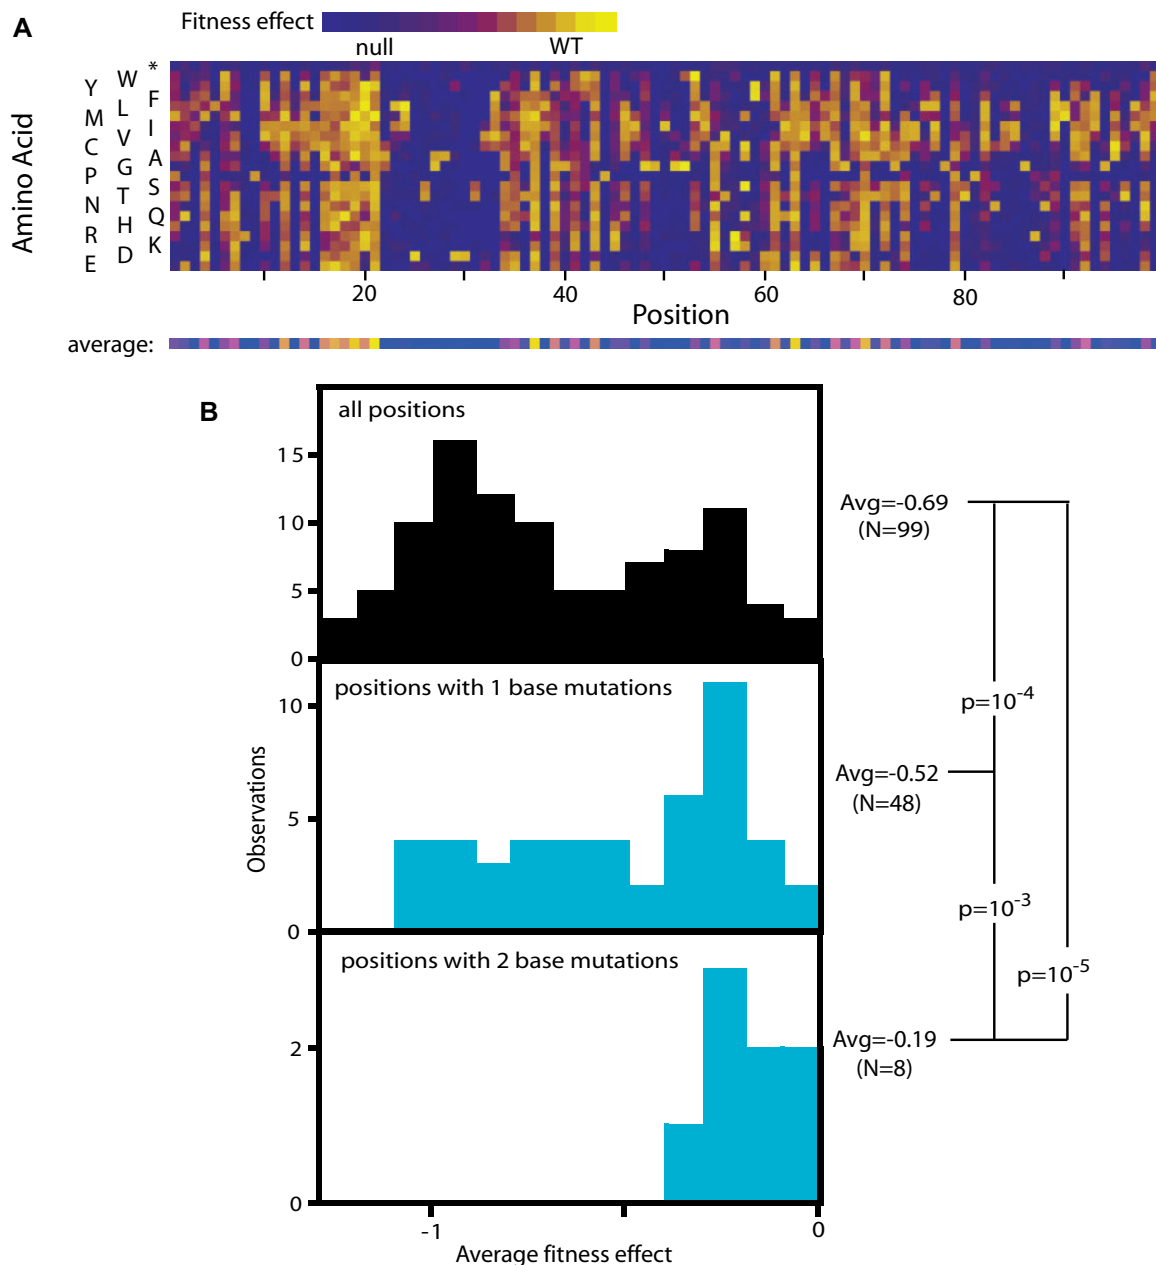 A
Fitness effect
null WT
Amino Acid
* W Y F L M I V C A G P S T N Q H R K D E
20 40 60 80
Position
average:
B
all positions
15
10
5
0
Avg=-0.69
(N=99)
positions with 1 base mutations
10
5
0
Observations
p=10-4
Avg=-0.52
(N=48)
p=10-3
positions with 2 base mutations
2
0
p=10-5
Avg=-0.19
(N=8)
-1 0
Average fitness effect